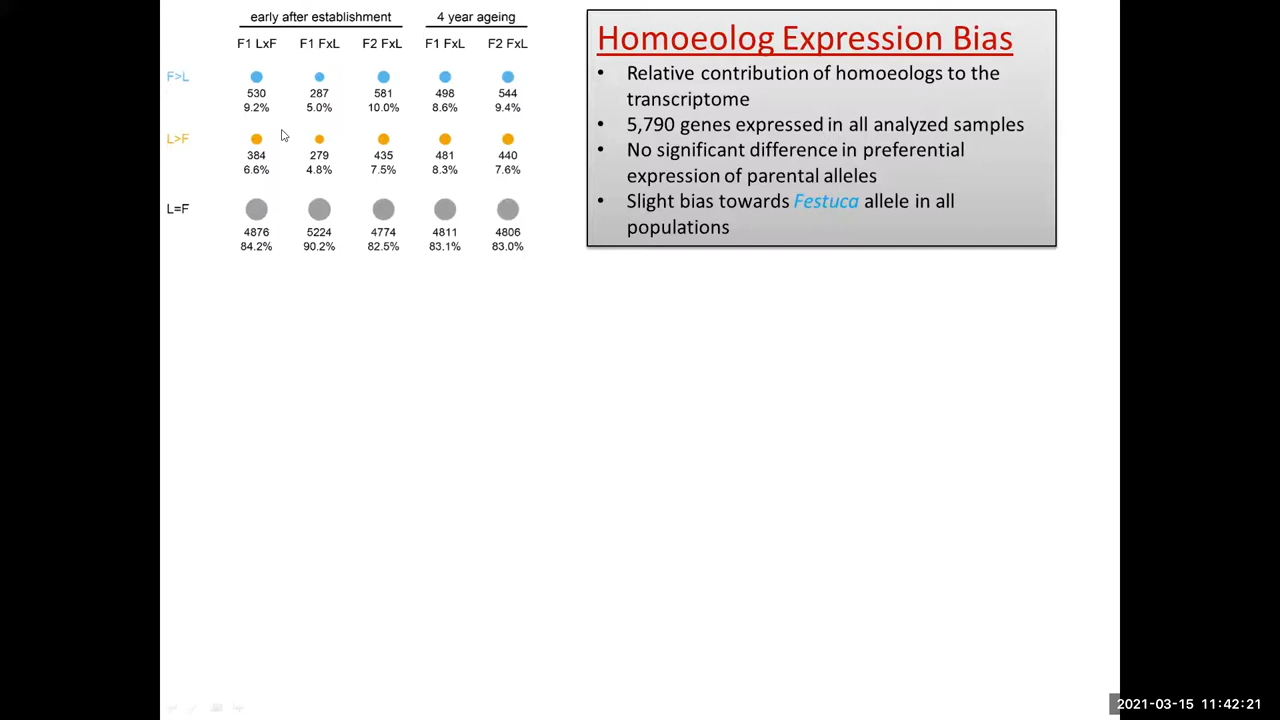 early after establishment 4 year ageing
F1 LxF F1 FxL F2 FxL F1 FxL F2 FxL
F>L
530 287 581 498 544
9.2% 5.0% 10.0% 8.6% 9.4%
L>F
384 279 435 481 440
6.6% 4.8% 7.5% 8.3% 7.6%
L=F
4876 5224 4774 4811 4806
84.2% 90.2% 82.5% 83.1% 83.0%
Homoeolog Expression Bias
• Relative contribution of homoeologs to the
transcriptome
• 5,790 genes expressed in all analyzed samples
• No significant difference in preferential
expression of parental alleles
• Slight bias towards Festuca allele in all
populations
2021-03-15 11:42:21